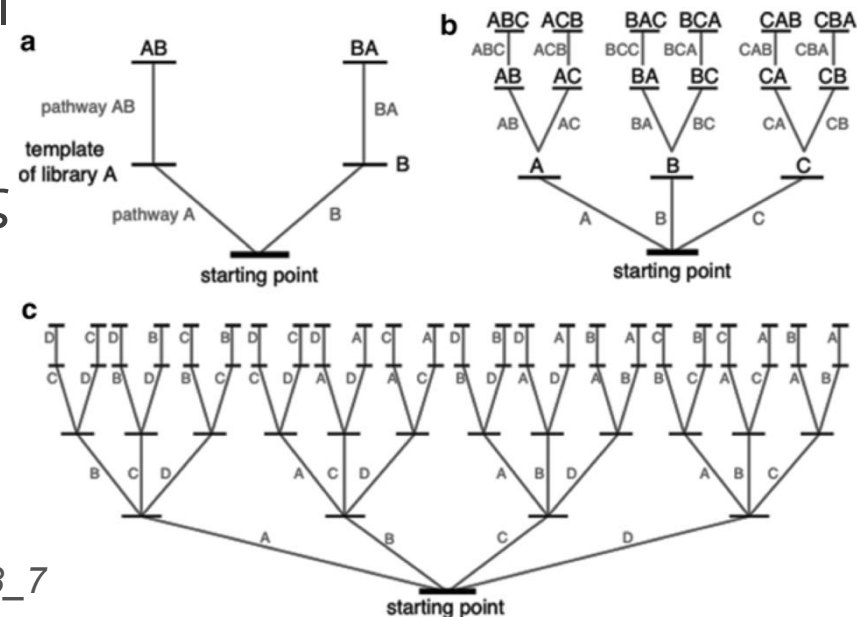 a
AB
BA
pathway AB
BA
template
of library A
B
pathway A
B
starting point
b
ABC ACB BAC BCA CAB CBA
ABC ACB BCC BCA CAB CBA
AB AC BA BC CA CB
AB AC BA BC CA CB
A B C
A B C
starting point
c
D C D B C B D C D A C A D B D A B A C B C A B A
C D B D B C C D A D A C B D A D A B B C A C A B
B C D A C D A B D A B C
A B C D
starting point
S
_7